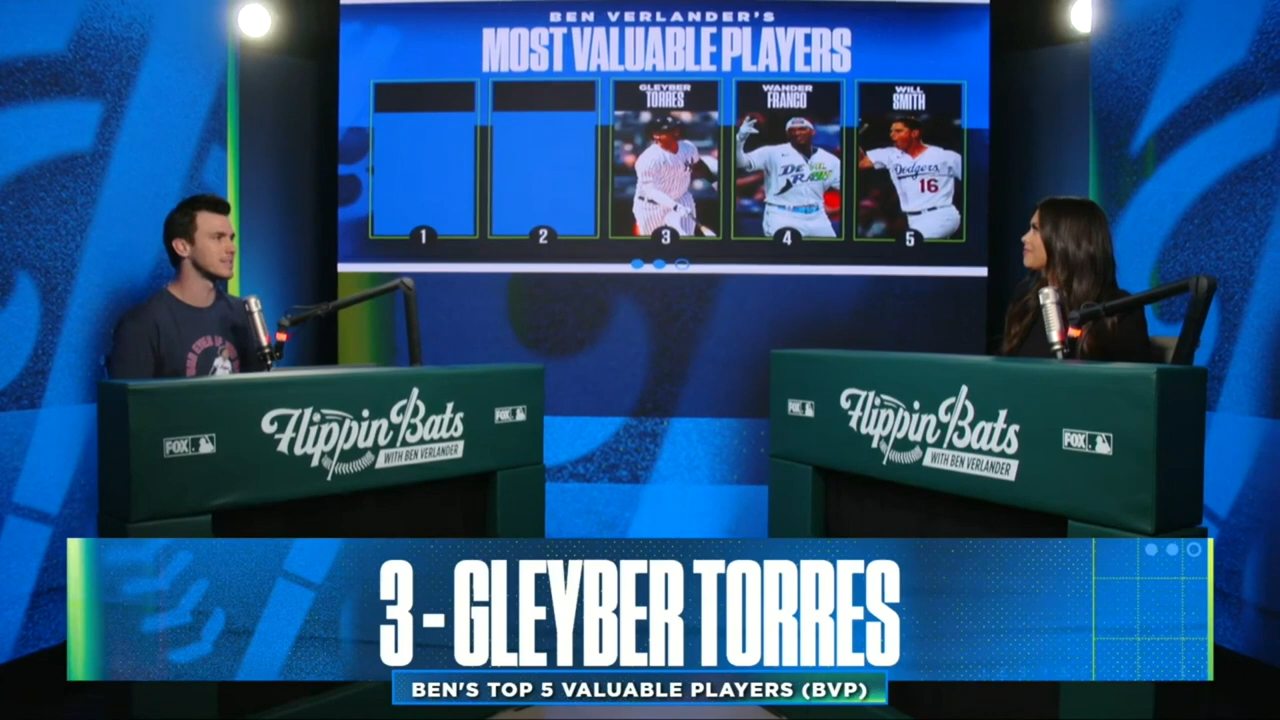 BEN VERLANDER'S
MOST VALUABLE PLAYERS
GLEYBER
TORRES
WANDER
FRANCO
WILL
SMITH
Dodgers
16
1
2
3
4
5
Flippin Bats
WITH BEN VERLANDER
FOX
FOX
Flippin Bats
WITH BEN VERLANDER
FOX
FOX
3 - GLEYBER TORRES
BEN'S TOP 5 VALUABLE PLAYERS (BVP)